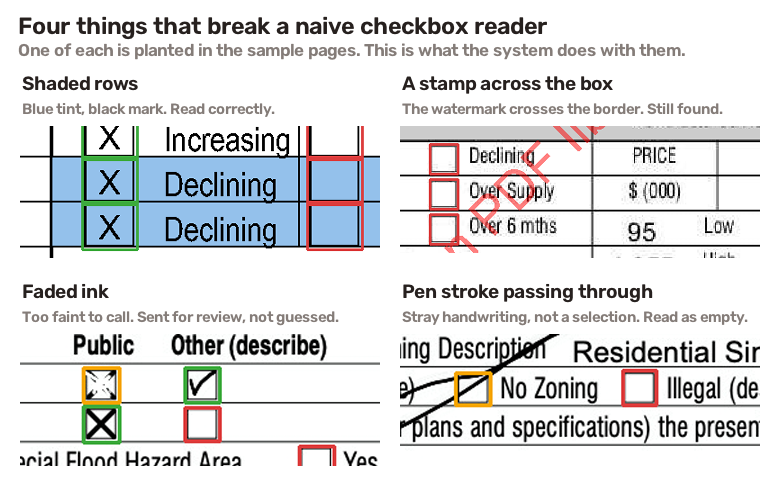 Four things that break a naive checkbox reader
One of each is planted in the sample pages. This is what the system does with them.
Shaded rows
Blue tint, black mark. Read correctly.
X Increasing
X Declining
X Declining
A stamp across the box
The watermark crosses the border. Still found.
Declining PRICE
Over Supply $ (000)
Over 6 mths 95 Low
PDF
Faded ink
Too faint to call. Sent for review, not guessed.
Public Other (describe)
Flood Hazard Area Yes
Pen stroke passing through
Stray handwriting, not a selection. Read as empty.
ing Description Residential Sin
e) No Zoning Illegal (de
r plans and specifications) the present